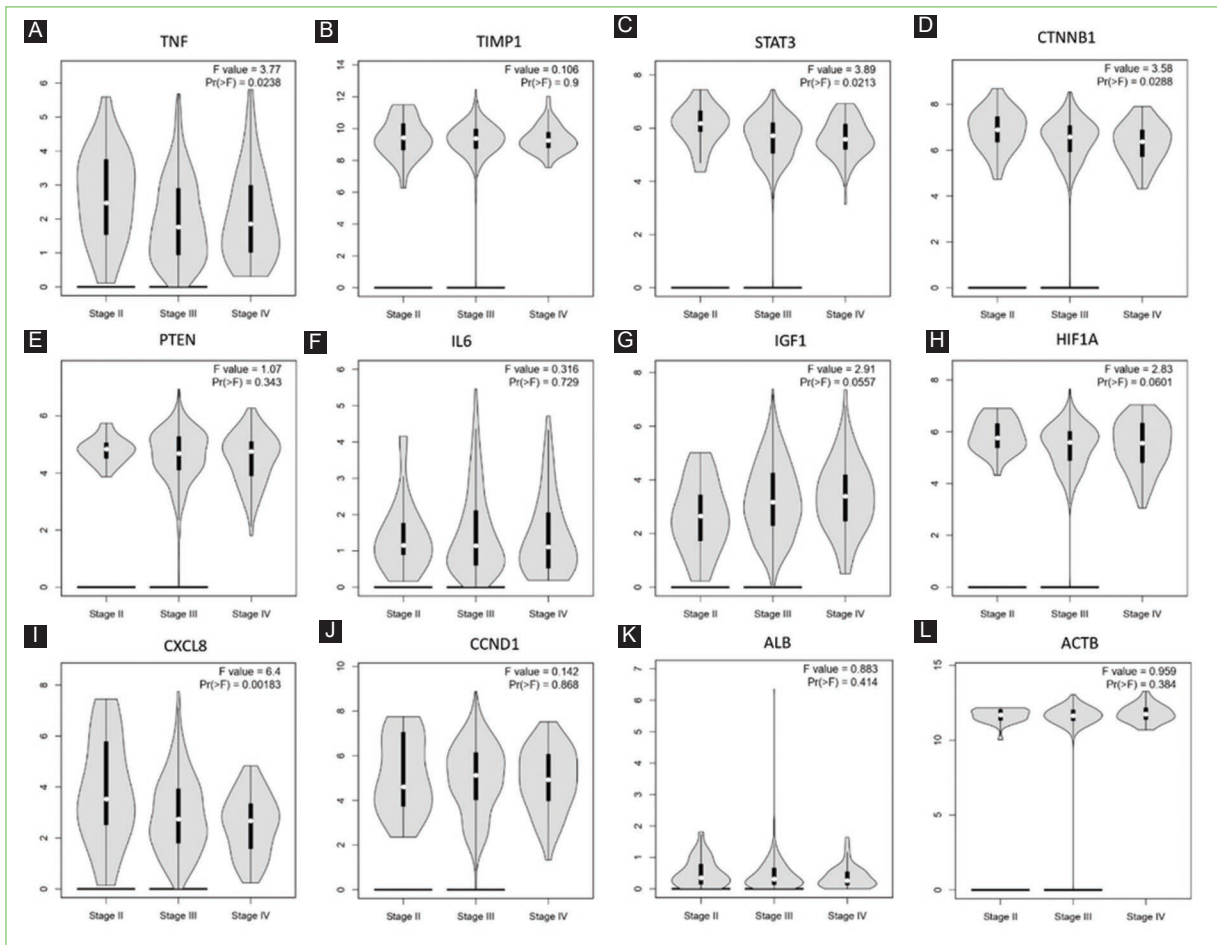 A
TNF
F value = 3.77
Pr(>F) = 0.0238
6
5
4
3
2
1
0
Stage II Stage III Stage IV
B
TIMP1
F value = 0.106
Pr(>F) = 0.9
14
12
10
8
6
4
2
0
Stage II Stage III Stage IV
C
STAT3
F value = 3.89
Pr(>F) = 0.0213
8
6
4
2
0
Stage II Stage III Stage IV
D
CTNNB1
F value = 3.58
Pr(>F) = 0.0288
8
6
4
2
0
Stage II Stage III Stage IV
E
PTEN
F value = 1.07
Pr(>F) = 0.343
6
4
2
0
Stage II Stage III Stage IV
F
IL6
F value = 0.316
Pr(>F) = 0.729
6
5
4
3
2
1
0
Stage II Stage III Stage IV
G
IGF1
F value = 2.91
Pr(>F) = 0.0557
8
6
4
2
0
Stage II Stage III Stage IV
H
HIF1A
F value = 2.83
Pr(>F) = 0.0601
8
6
4
2
0
Stage II Stage III Stage IV
I
CXCL8
F value = 6.4
Pr(>F) = 0.00183
8
6
4
2
0
Stage II Stage III Stage IV
J
CCND1
F value = 0.142
Pr(>F) = 0.868
10
8
6
4
2
0
Stage II Stage III Stage IV
K
ALB
F value = 0.883
Pr(>F) = 0.414
7
6
5
4
3
2
1
0
Stage II Stage III Stage IV
L
ACTB
F value = 0.959
Pr(>F) = 0.384
15
10
5
0
Stage II Stage III Stage IV